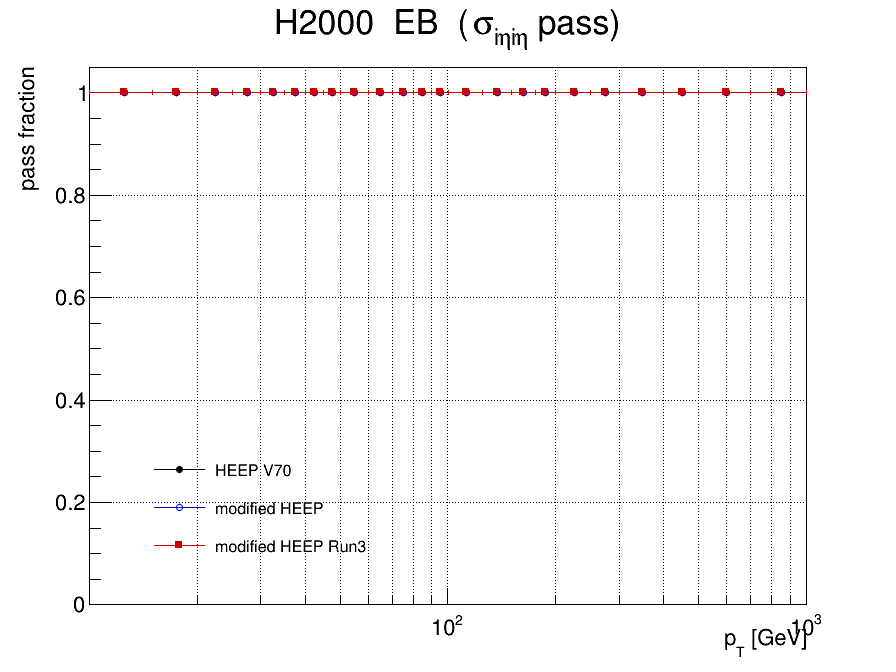 H2000 EB (σiηiη pass)
pass fraction
1
0.8
0.6
0.4
0.2
0
HEEP V70
modified HEEP
modified HEEP Run3
10²
10³
pT [GeV]